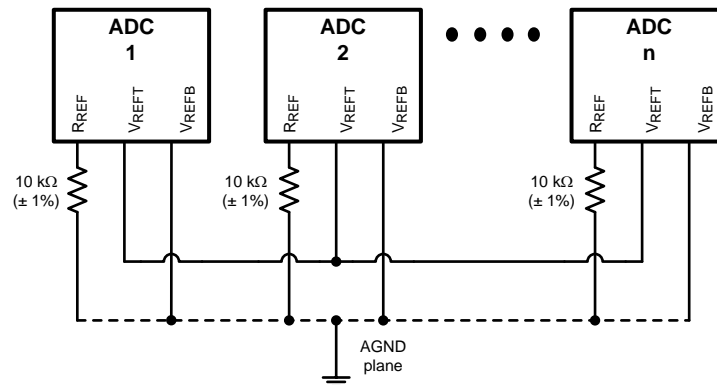 ADC
1
ADC
2
ADC
n
RREF
VREFT
VREFB
RREF
VREFT
VREFB
RREF
VREFT
VREFB
10 kΩ
(± 1%)
10 kΩ
(± 1%)
10 kΩ
(± 1%)
AGND
plane